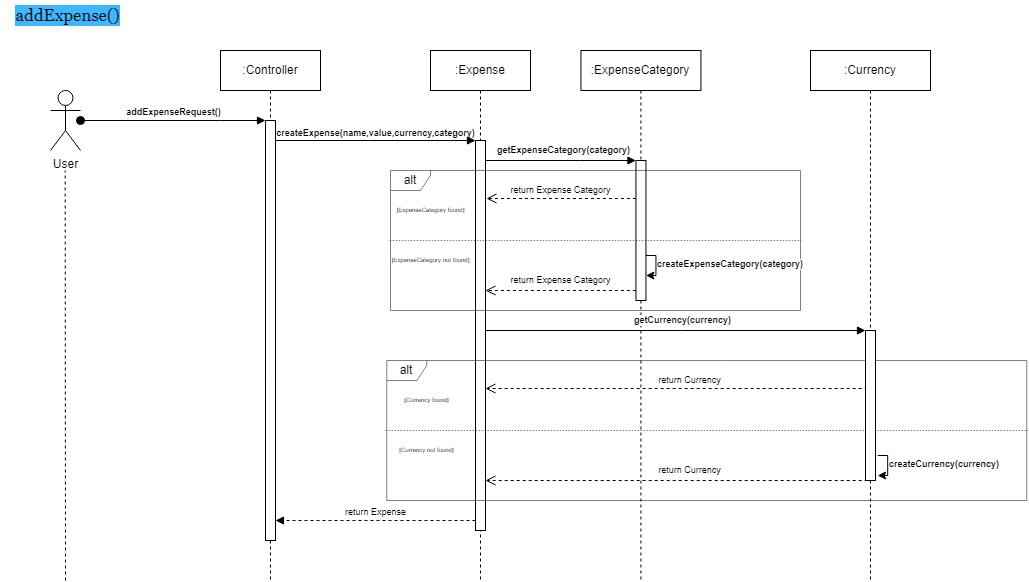 addExpense()
:Controller
:Expense
:ExpenseCategory
:Currency
addExpenseRequest()
User
createExpense(name,value,currency,category)
getExpenseCategory(category)
alt
return Expense Category
[ExpenseCategory found]
[ExpenseCategory not found]
createExpenseCategory(category)
return Expense Category
getCurrency(currency)
alt
return Currency
[Currency found]
[Currency not found]
createCurrency(currency)
return Currency
return Expense